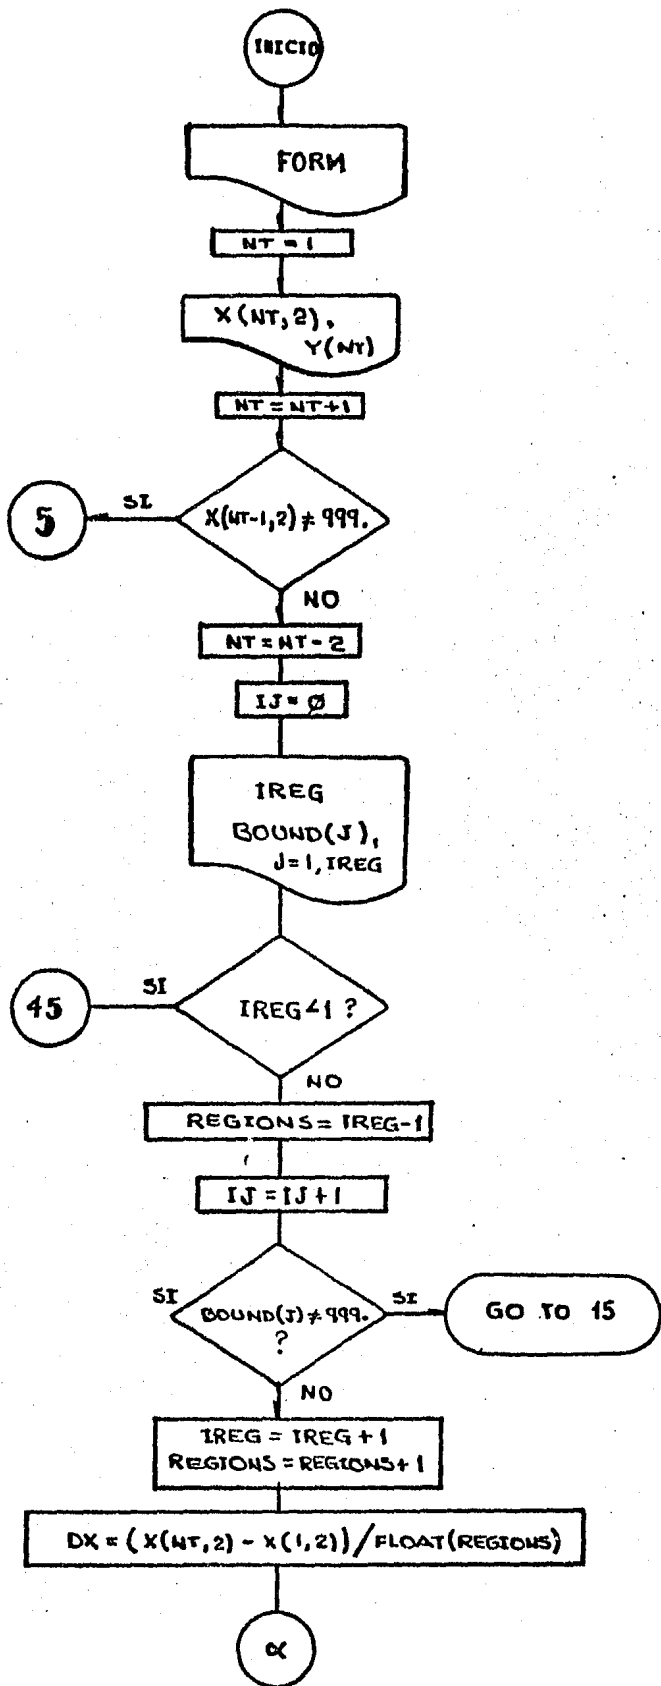 INICIO
FORM
NT = 1
X(NT,2),
Y(NT)
NT = NT+1
SI
5
X(NT-1,2) ≠ 999.
NO
NT = NT-2
IJ = Ø
IREG
BOUND(J),
J=1, IREG
SI
45
IREG<1 ?
NO
REGIONS = IREG-1
IJ = IJ+1
SI
BOUND(J) ≠ 999.
?
SI
GO TO 15
NO
IREG = IREG + 1
REGIONS = REGIONS+1
DX = (X(NT,2) - X(1,2)) / FLOAT(REGIONS)
α